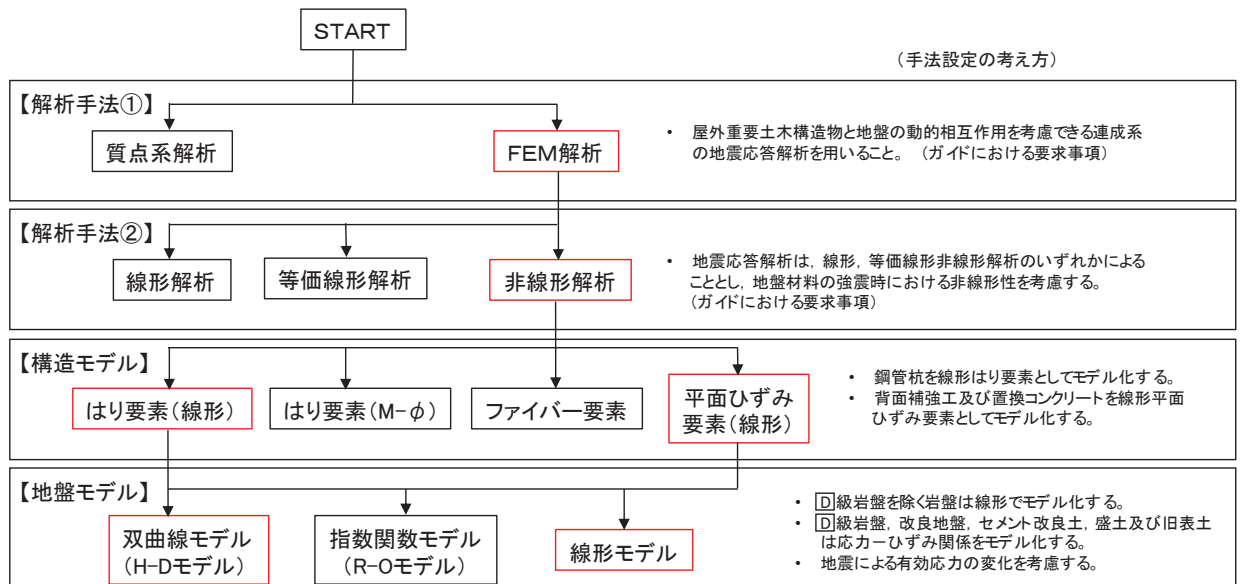 START
（手法設定の考え方）
【解析手法①】
質点系解析
FEM解析
・ 屋外重要土木構造物と地盤の動的相互作用を考慮できる連成系
の地震応答解析を用いること。 （ガイドにおける要求事項）
【解析手法②】
線形解析
等価線形解析
非線形解析
・ 地震応答解析は，線形，等価線形非線形解析のいずれかによる
こととし，地盤材料の強震時における非線形性を考慮する。
（ガイドにおける要求事項）
【構造モデル】
はり要素（線形）
はり要素（M-φ）
ファイバー要素
平面ひずみ
要素（線形）
・ 鋼管杭を線形はり要素としてモデル化する。
・ 背面補強工及び置換コンクリートを線形平面
ひずみ要素としてモデル化する。
【地盤モデル】
双曲線モデル
（H-Dモデル）
指数関数モデル
（R-Oモデル）
線形モデル
・ D級岩盤を除く岩盤は線形でモデル化する。
・ D級岩盤，改良地盤，セメント改良土，盛土及び旧表土
は応力ーひずみ関係をモデル化する。
・ 地震による有効応力の変化を考慮する。